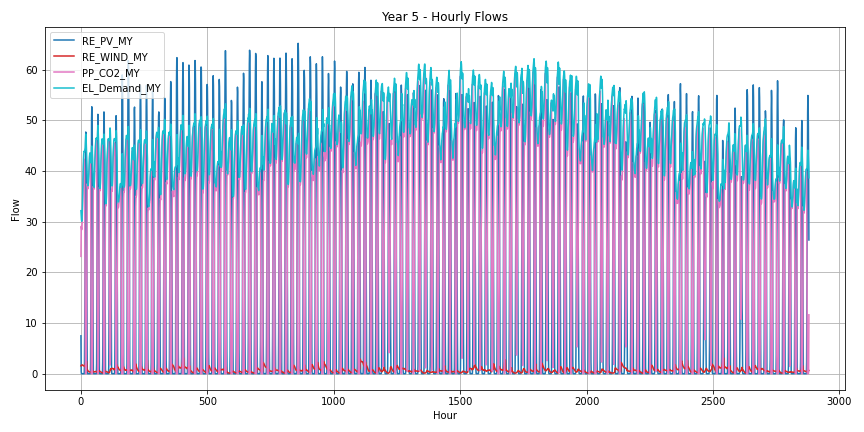 Year 5 - Hourly Flows
RE_PV_MY
RE_WIND_MY
PP_CO2_MY
EL_Demand_MY
Flow
60
50
40
30
20
10
0
0
500
1000
1500
2000
2500
3000
Hour